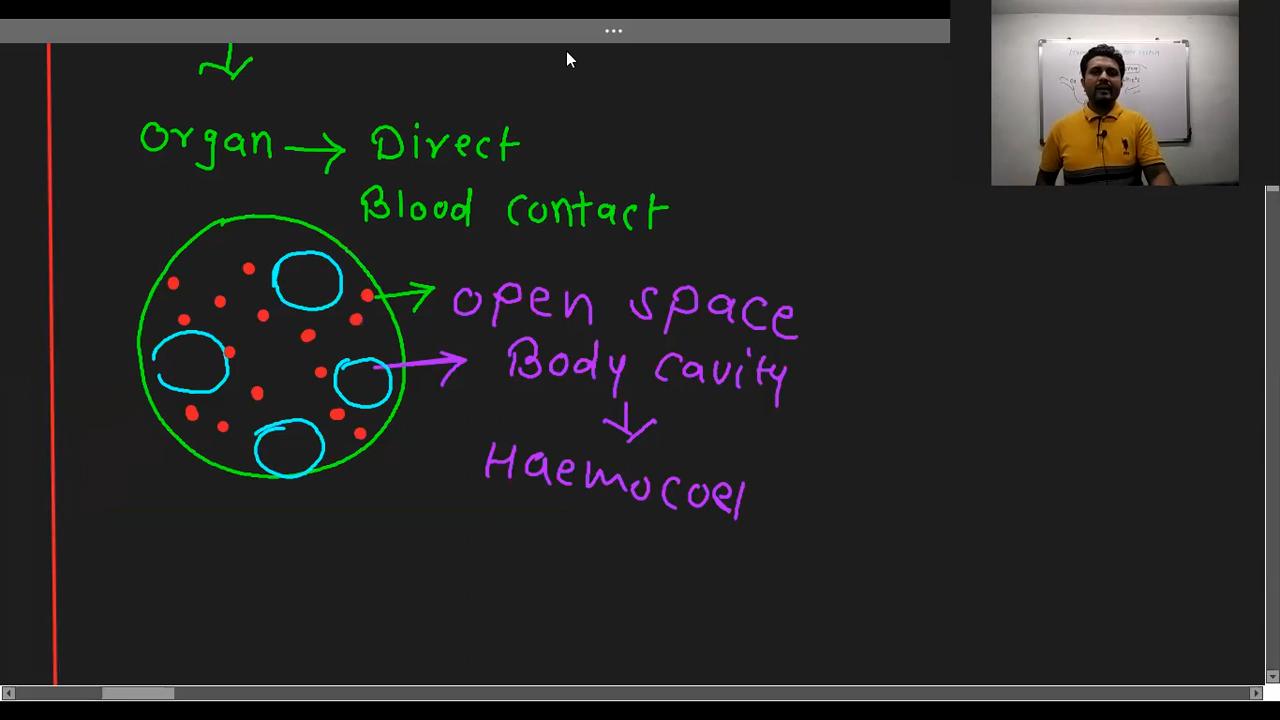 Organ → Direct
Blood contact
→ open space
→ Body cavity
↓
Haemocoel